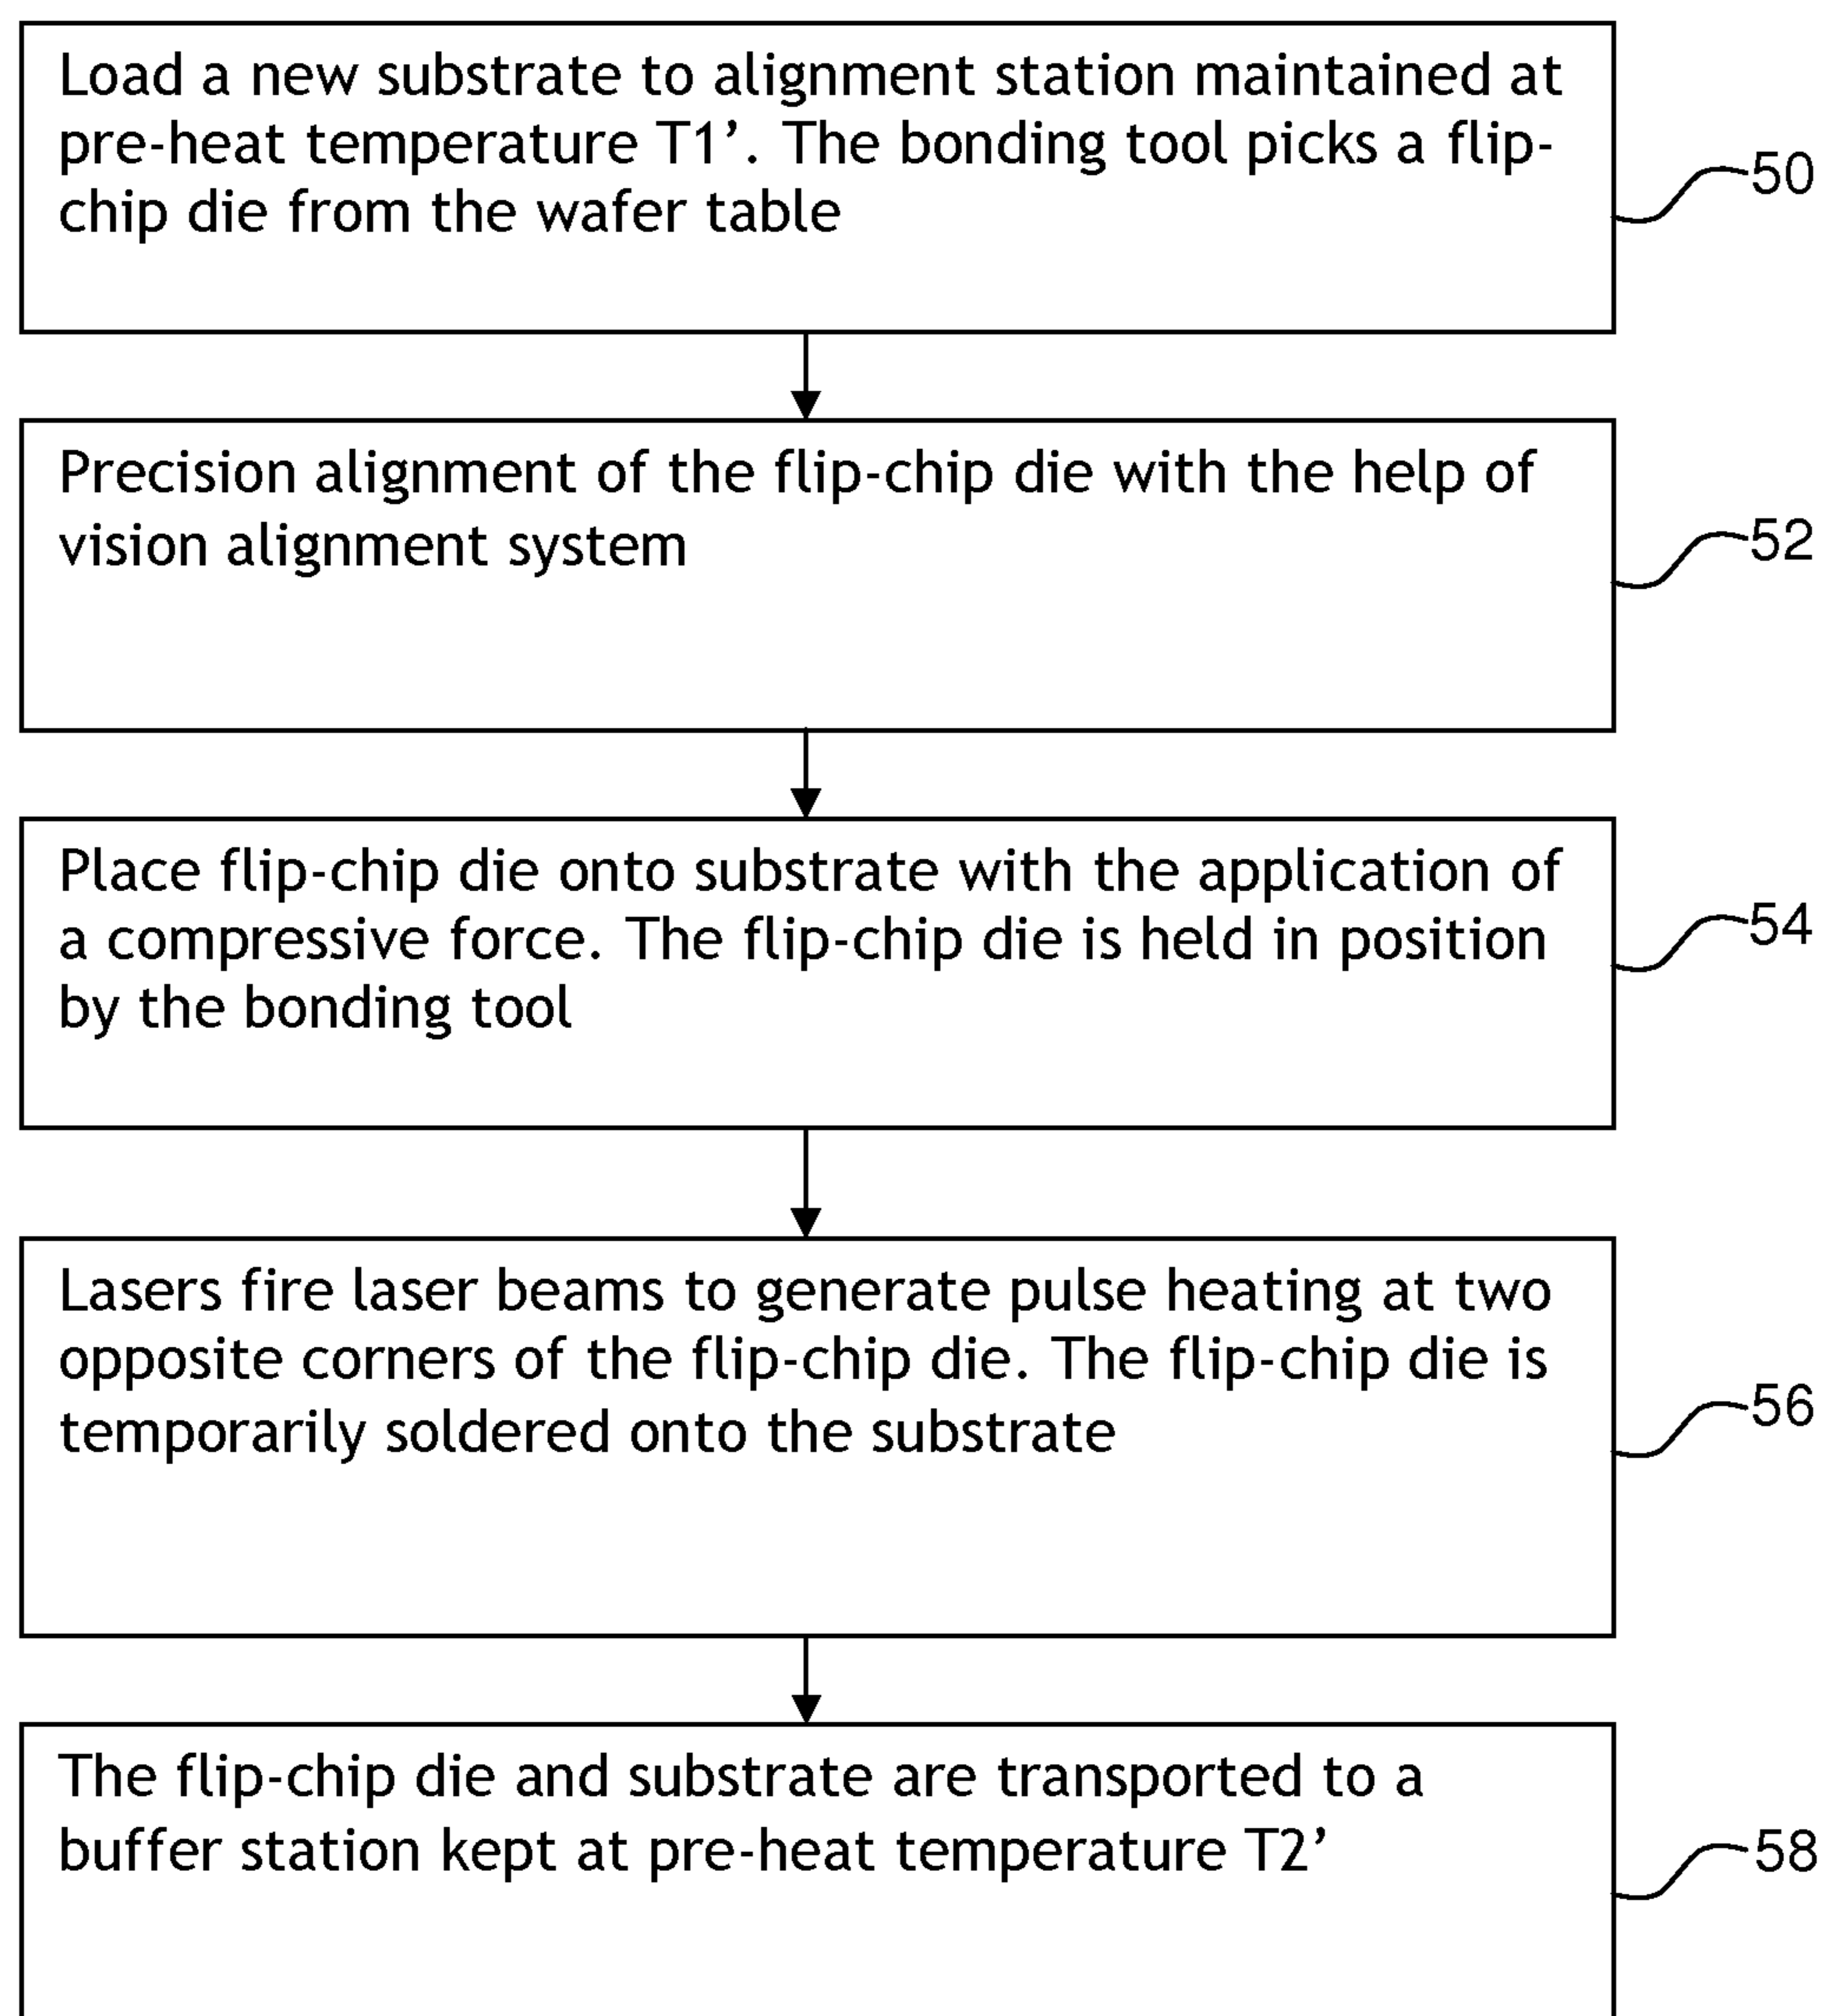 Load a new substrate to alignment station maintained at
pre-heat temperature T1’. The bonding tool picks a flip-
chip die from the wafer table
50
Precision alignment of the flip-chip die with the help of
vision alignment system
52
Place flip-chip die onto substrate with the application of
a compressive force. The flip-chip die is held in position
by the bonding tool
54
Lasers fire laser beams to generate pulse heating at two
opposite corners of the flip-chip die. The flip-chip die is
temporarily soldered onto the substrate
56
The flip-chip die and substrate are transported to a
buffer station kept at pre-heat temperature T2’
58